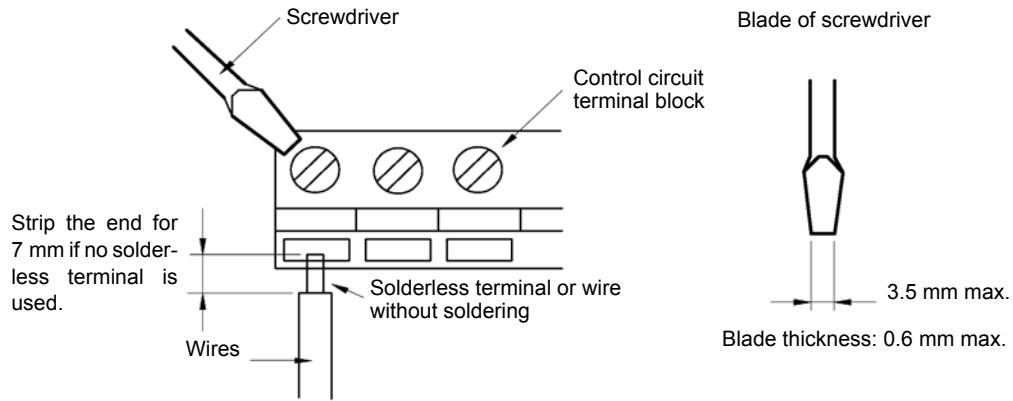 Screwdriver
Blade of screwdriver
Control circuit
terminal block
Strip the end for
7 mm if no solder-
less terminal is
used.
Solderless terminal or wire
without soldering
3.5 mm max.
Wires
Blade thickness: 0.6 mm max.